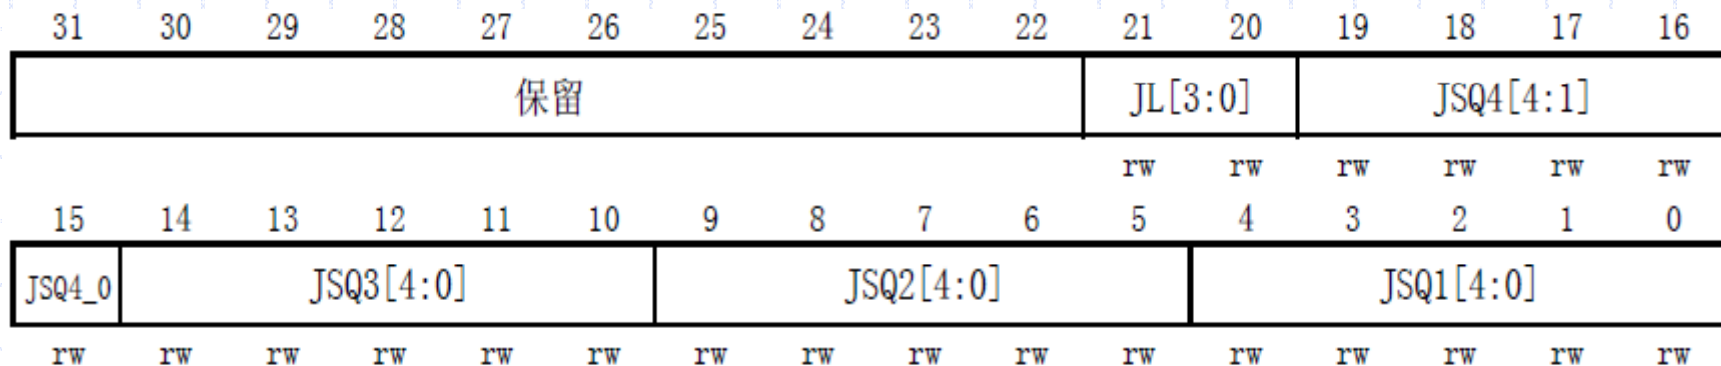 31 30 29 28 27 26 25 24 23 22 21 20 19 18 17 16
保留 JL[3:0] JSQ4[4:1]
rw rw rw rw rw rw
15 14 13 12 11 10 9 8 7 6 5 4 3 2 1 0
JSQ4_0 JSQ3[4:0] JSQ2[4:0] JSQ1[4:0]
rw rw rw rw rw rw rw rw rw rw rw rw rw rw rw rw